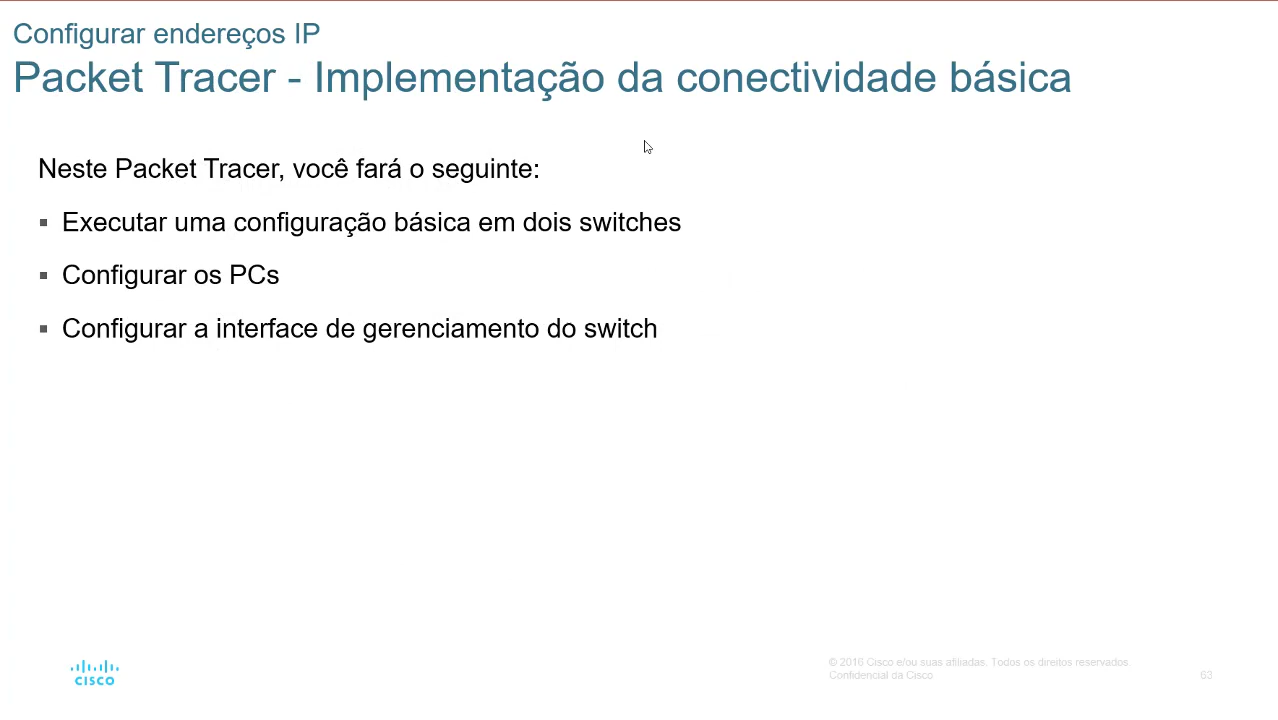 Configurar endereços IP
Packet Tracer - Implementação da conectividade básica
Neste Packet Tracer, você fará o seguinte:
▪ Executar uma configuração básica em dois switches
▪ Configurar os PCs
▪ Configurar a interface de gerenciamento do switch
CISCO
© 2016 Cisco e/ou suas afiliadas. Todos os direitos reservados.
Confidencial da Cisco
63